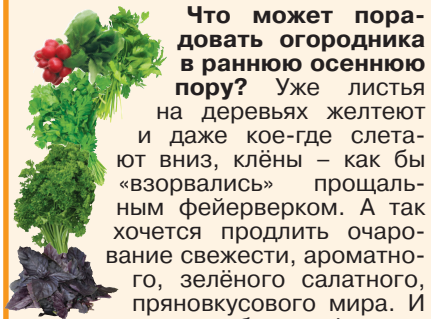 Что может пора-
довать огородника
в раннюю осеннюю
пору? Уже листья
на деревьях желтеют
и даже кое-где слета-
ют вниз, клёны – как бы
«взорвались» прощаль-
ным фейерверком. А так
хочется продлить очаро-
вание свежести, ароматно-
го, зелёного салатного,
пряновкусового мира. И